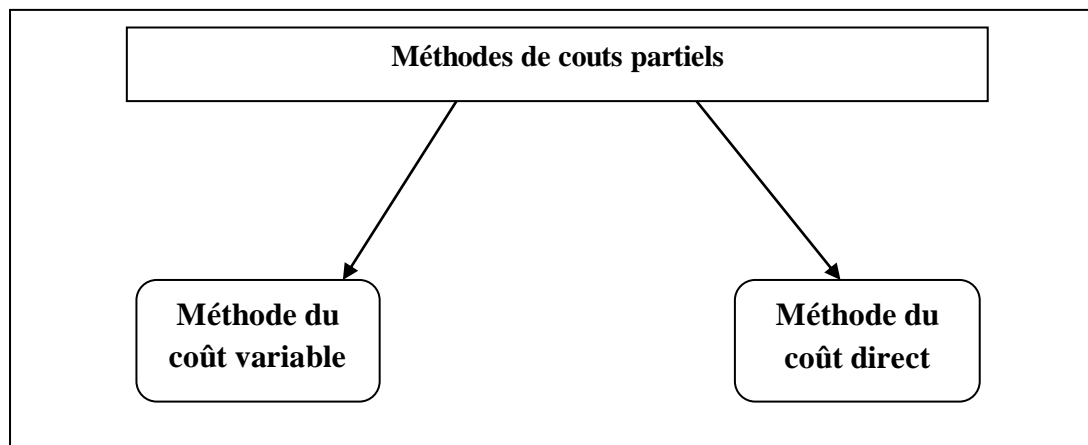 Méthodes de couts partiels
Méthode du
coût variable
Méthode du
coût direct